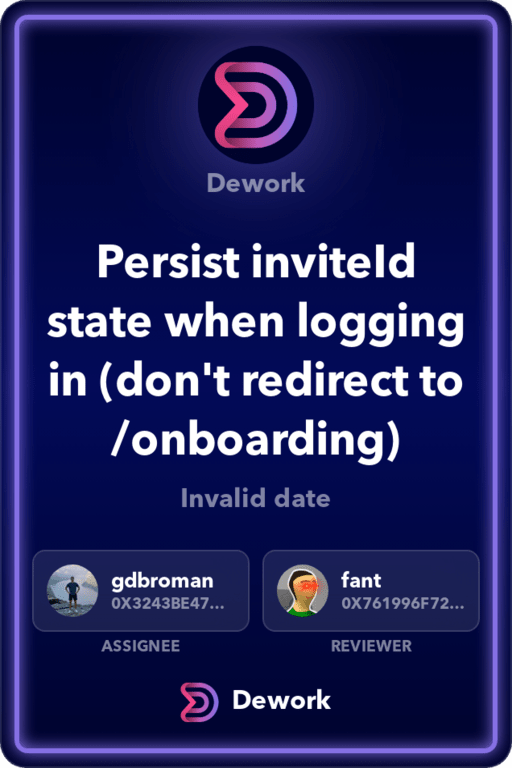 Dework
Persist inviteId
state when logging
in (don't redirect to
/onboarding)
Invalid date
gdbroman
0X3243BE47...
ASSIGNEE
fant
0X761996F72...
REVIEWER
Dework